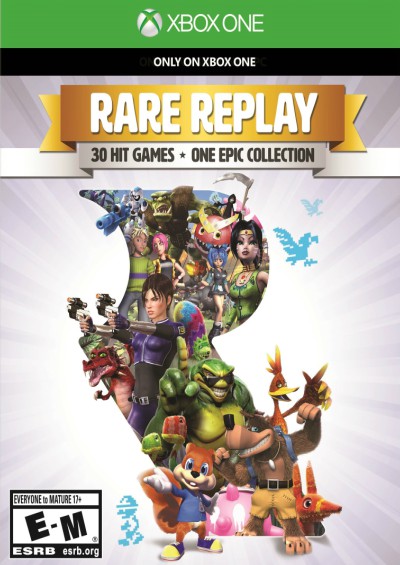 XBOX ONE
ONLY ON XBOX ONE
RARE REPLAY
30 HIT GAMES ★ ONE EPIC COLLECTION
EVERYONE to MATURE 17+
E-M
ESRB esrb.org